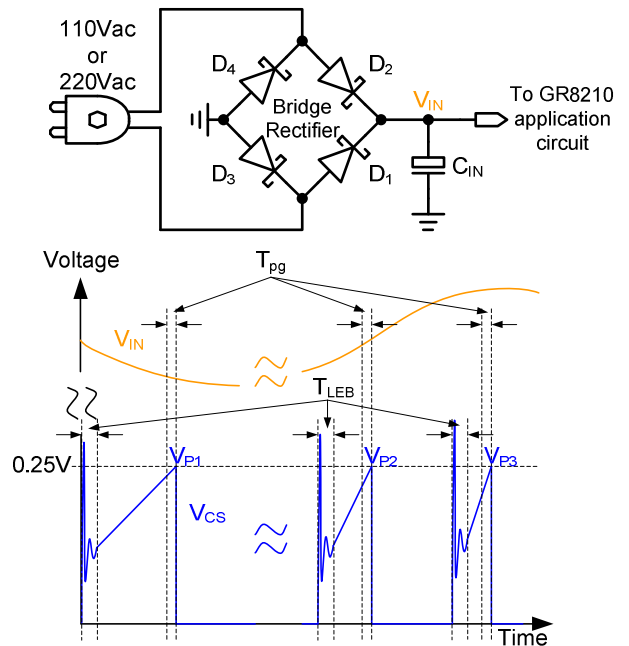 110Vac
or
220Vac
D4
D2
Bridge
Rectifier
D3
D1
VIN
CIN
To GR8210
application
circuit
Voltage
Tpg
VIN
TLEB
0.25V
VP1
VP2
VP3
VCS
Time